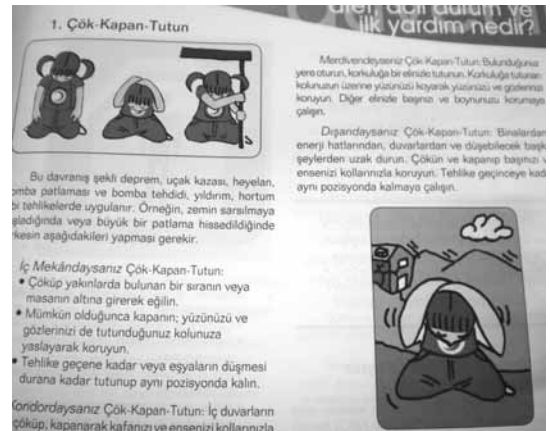 1. Çök-Kapan-Tutun
Bu davranış şekli deprem, uçak kazası, heyelan,
patlaması ve bomba tehdidi, yıldırım, hortum
tehlikelerde uygulanır. Örneğin, zemin sarsılmaya
veya büyük bir patlama hissedildiğinde
aşağıdakileri yapması gerekir.
İç Mekândaysanız Çök-Kapan-Tutun:
• Çöküp yakınlarda bulunan bir sıranın veya
masanın altına girerek eğilin.
• Mümkün olduğunca kapanın; yüzünüzü ve
gözlerinizi de tutunduğunuz kolunuza
yaslayarak koruyun.
• Tehlike geçene kadar veya eşyaların düşmesi
durana kadar tutunup aynı pozisyonda kalın.
Koridordaysanız Çök-Kapan-Tutun: İç duvarların
çöküp, kapanarak kafanızı ve ensenizi kollarınızla
acil durum ve
ilk yardım nedir?
Merdivendeyseniz Çök-Kapan-Tutun: Bulunduğunuz
yere oturun, korkuluğa bir elinizle tutunun. Korkuluğa tutunan
kolunuzun üzerine yüzünüzü koyarak yüzünüzü ve gözlerinizi
koruyun. Diğer elinizle başınızı ve boynunuzu korumaya
çalışın.
Dışarıdaysanız Çök-Kapan-Tutun: Binalardan
enerji hatlarından, duvarlardan ve düşebilecek başka
şeylerden uzak durun. Çökün ve kapanıp başınızı
ensenizi kollarınızla koruyun. Tehlike geçinceye kadar
aynı pozisyonda kalmaya çalışın.